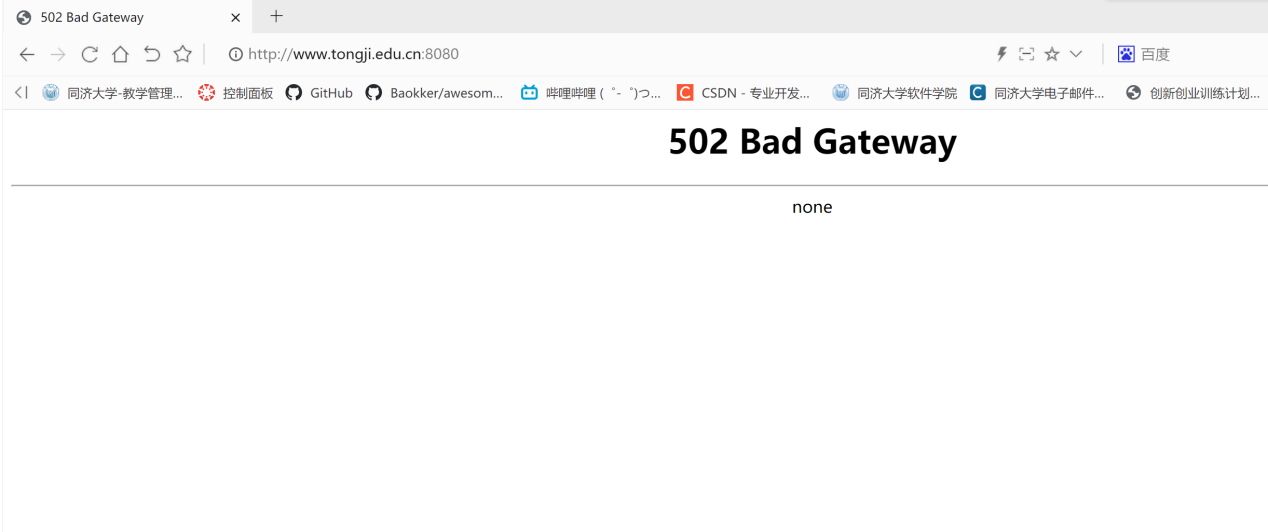 502 Bad Gateway
http://www.tongji.edu.cn:8080
百度
同济大学-教学管理...
控制面板
GitHub
Baokker/awesom...
哔哩哔哩 (゜-゜)つ...
CSDN - 专业开发...
同济大学软件学院
同济大学电子邮件...
创新创业训练计划...
502 Bad Gateway
none